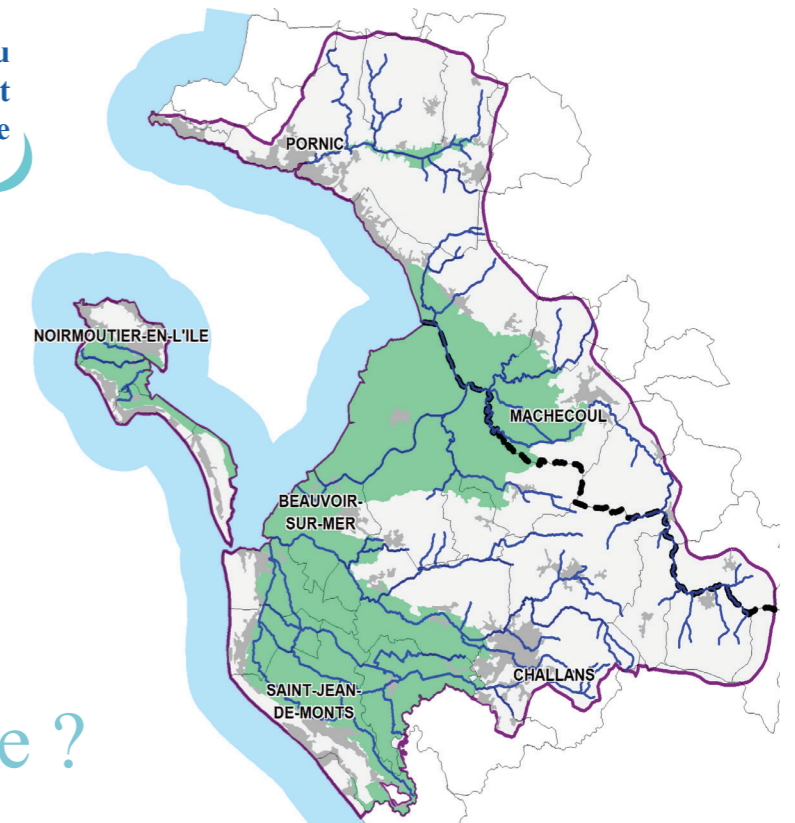 u
t
e
PORNIC
NOIRMOUTIER-EN-L'ILE
MACHECOUL
BEAUVOIR-
SUR-MER
CHALLANS
SAINT-JEAN-
DE-MONTS
e ?